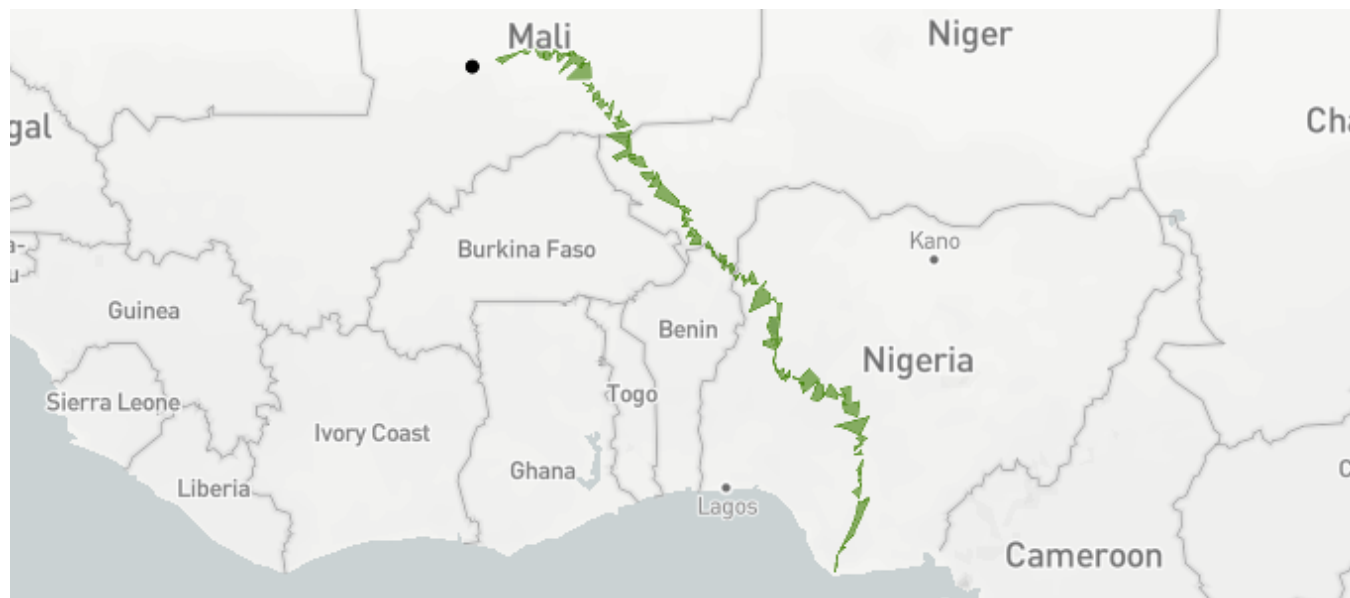 Mali
Niger
gal
Cha
Kano
a-
u
Burkina Faso
Guinea
Benin
Nigeria
Togo
Sierra Leone
Ivory Coast
Ghana
Liberia
Lagos
C
Cameroon